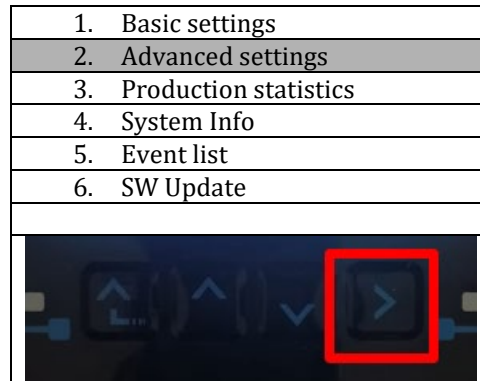 1. Basic settings
2. Advanced settings
3. Production statistics
4. System Info
5. Event list
6. SW Update